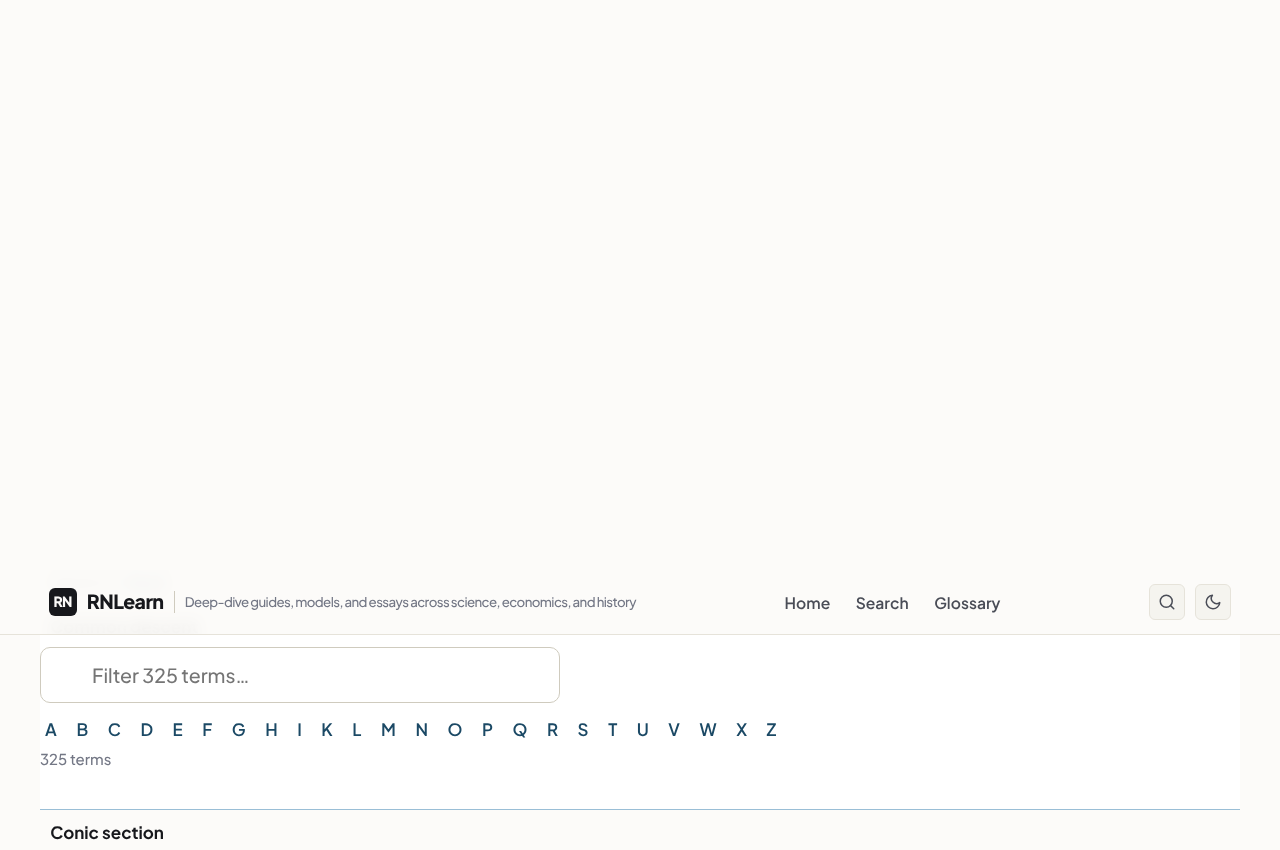 RN RNLearn Deep-dive guides, models, and essays across science, economics, and history Home Search Glossary
Filter 325 terms…
A B C D E F G H I K L M N O P Q R S T U V W X Z
325 terms
Conic section